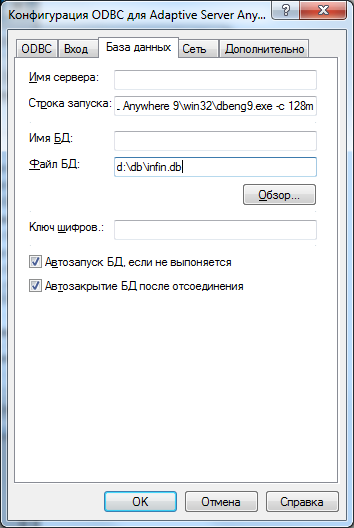 Конфигурация ODBC для Adaptive Server Any...
ODBC Вход База данных Сеть Дополнительно
Имя сервера:
Строка запуска: . Anywhere 9\win32\dbeng9.exe -c 128m
Имя БД:
Файл БД: d:\db\infin.db
Обзор...
Ключ шифров.:
Автозапуск БД, если не выпоняется
Автозакрытие БД после отсоединения
OK Отмена Справка